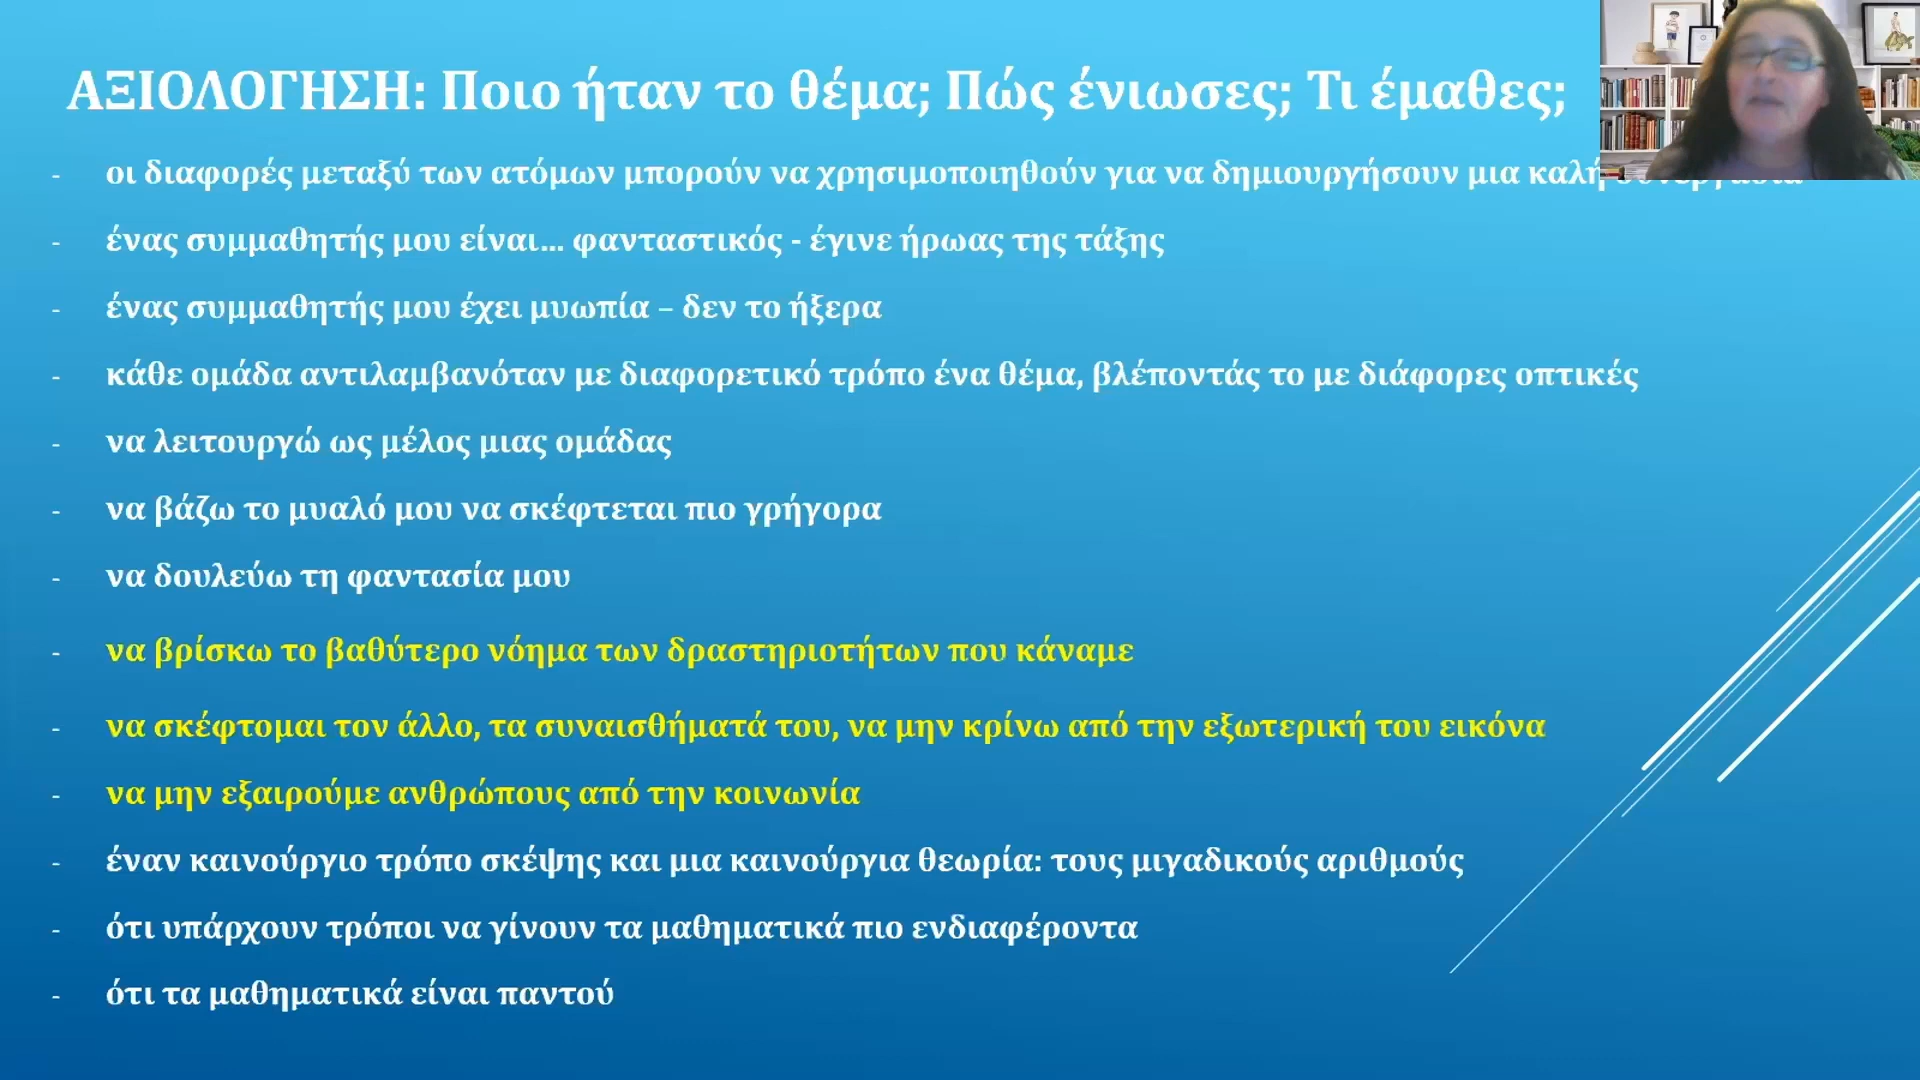 ΑΞΙΟΛΟΓΗΣΗ: Ποιο ήταν το θέμα; Πώς ένιωσες; Τι έμαθες;
- οι διαφορές μεταξύ των ατόμων μπορούν να χρησιμοποιηθούν για να δημιουργήσουν μια καλή
- ένας συμμαθητής μου είναι... φανταστικός - έγινε ήρωας της τάξης
- ένας συμμαθητής μου έχει μυωπία – δεν το ήξερα
- κάθε ομάδα αντιλαμβανόταν με διαφορετικό τρόπο ένα θέμα, βλέποντάς το με διάφορες οπτικές
- να λειτουργώ ως μέλος μιας ομάδας
- να βάζω το μυαλό μου να σκέφτεται πιο γρήγορα
- να δουλεύω τη φαντασία μου
- να βρίσκω το βαθύτερο νόημα των δραστηριοτήτων που κάναμε
- να σκέφτομαι τον άλλο, τα συναισθήματά του, να μην κρίνω από την εξωτερική του εικόνα
- να μην εξαιρούμε ανθρώπους από την κοινωνία
- έναν καινούργιο τρόπο σκέψης και μια καινούργια θεωρία: τους μιγαδικούς αριθμούς
- ότι υπάρχουν τρόποι να γίνουν τα μαθηματικά πιο ενδιαφέροντα
- ότι τα μαθηματικά είναι παντού